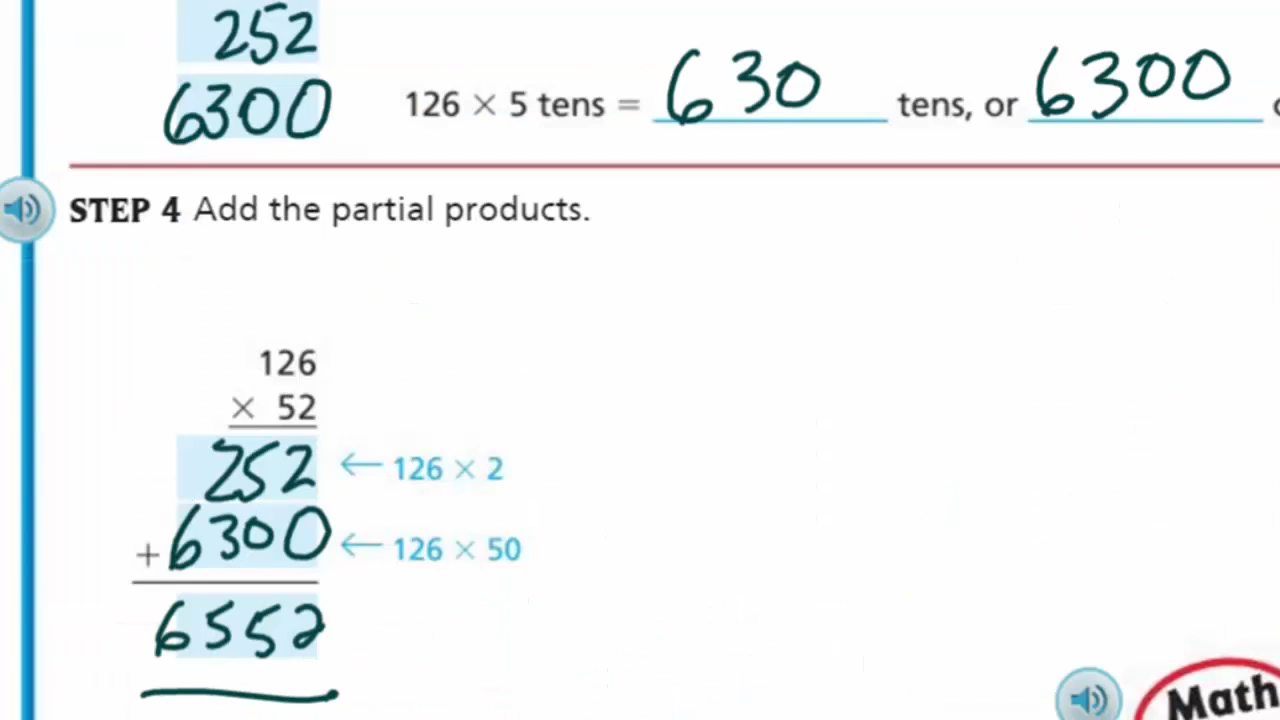 252
6300
126 × 5 tens = 630 tens, or 6300
STEP 4 Add the partial products.
126
× 52
252 ← 126 × 2
+ 6300 ← 126 × 50
6552
Math